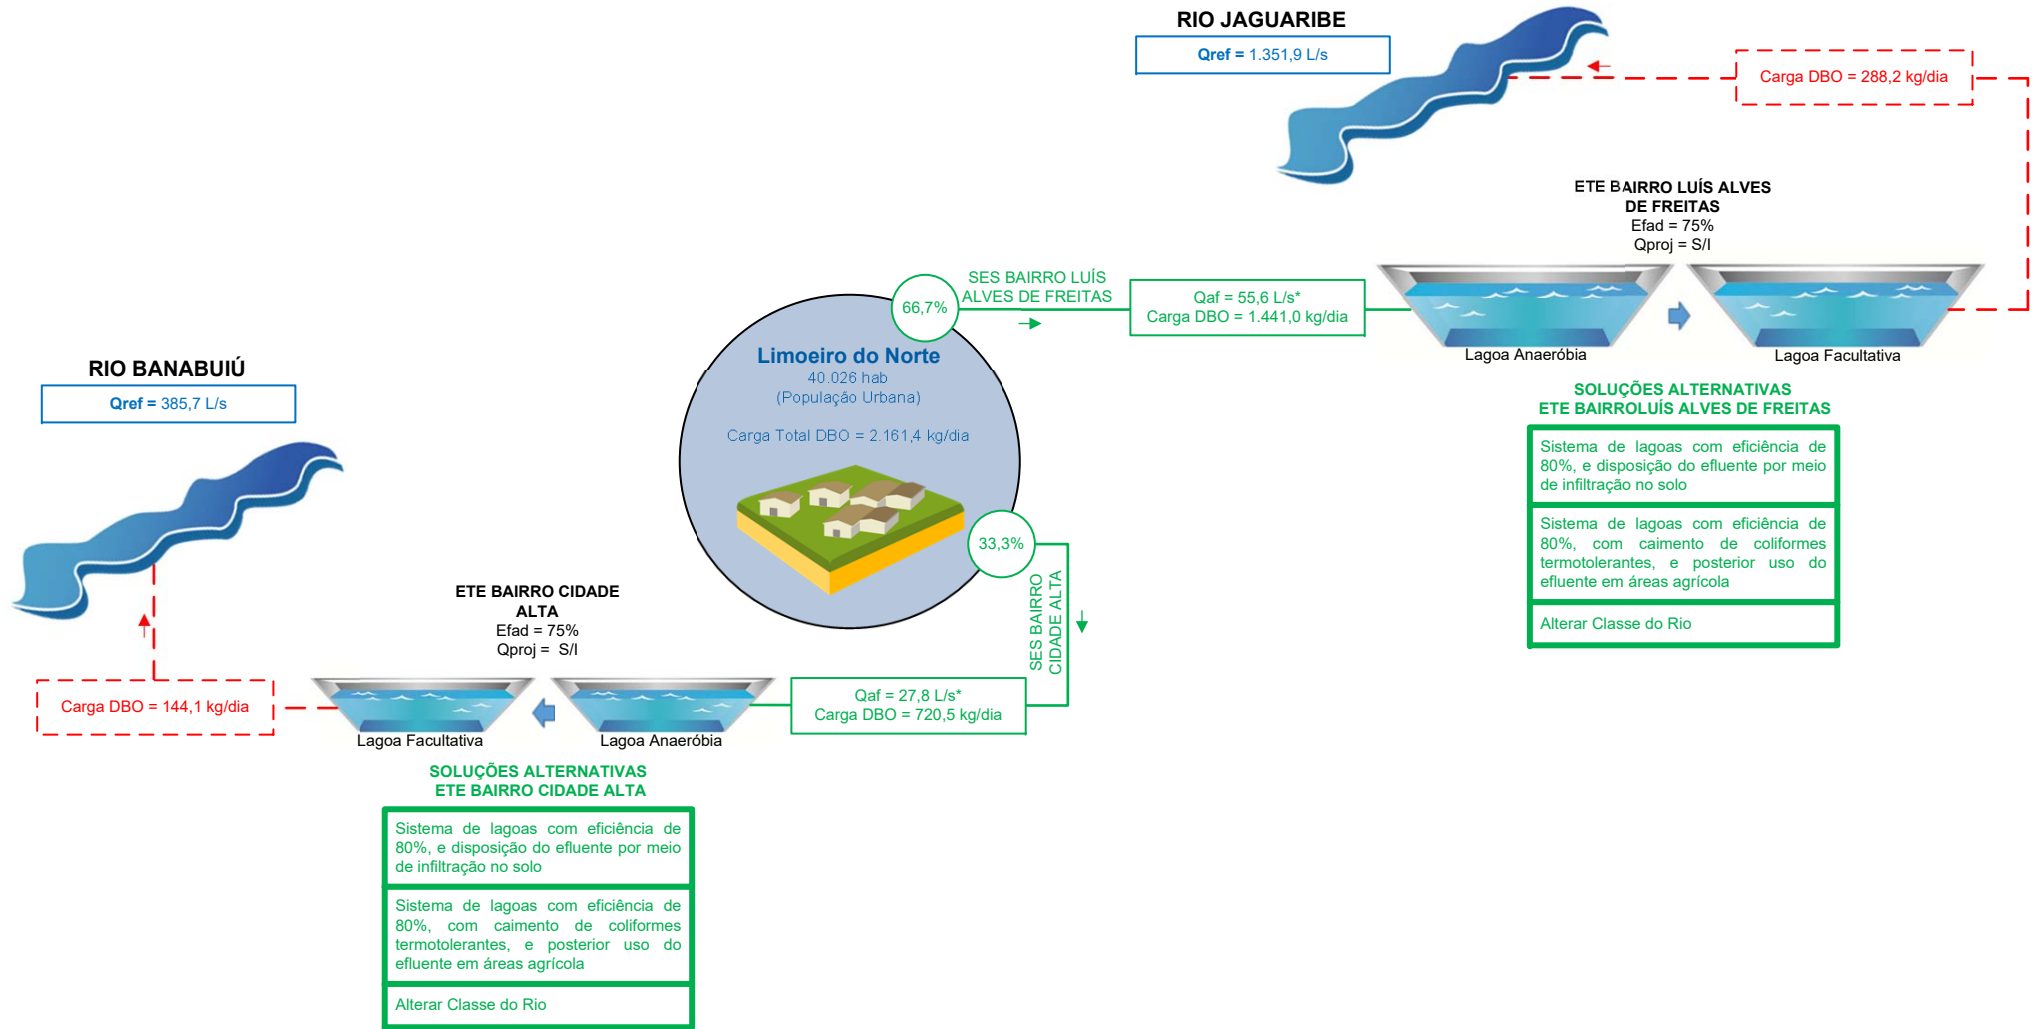 RIO JAGUARIBE
Qref = 1.351,9 L/s
Carga DBO = 288,2 kg/dia
ETE BAIRRO LUÍS ALVES
DE FREITAS
Efad = 75%
Qproj = S/I
Lagoa Anaeróbia
Lagoa Facultativa
SES BAIRRO LUÍS
ALVES DE FREITAS
66,7%
Qaf = 55,6 L/s*
Carga DBO = 1.441,0 kg/dia
Limoeiro do Norte
40.026 hab
(População Urbana)
Carga Total DBO = 2.161,4 kg/dia
33,3%
SES BAIRRO
CIDADE ALTA
SOLUÇÕES ALTERNATIVAS
ETE BAIRROLUÍS ALVES DE FREITAS
Sistema de lagoas com eficiência de
80%, e disposição do efluente por meio
de infiltração no solo
Sistema de lagoas com eficiência de
80%, com caimento de coliformes
termotolerantes, e posterior uso do
efluente em áreas agrícola
Alterar Classe do Rio
RIO BANABUIÚ
Qref = 385,7 L/s
ETE BAIRRO CIDADE
ALTA
Efad = 75%
Qproj = S/I
Carga DBO = 144,1 kg/dia
Lagoa Facultativa
Lagoa Anaeróbia
Qaf = 27,8 L/s*
Carga DBO = 720,5 kg/dia
SOLUÇÕES ALTERNATIVAS
ETE BAIRRO CIDADE ALTA
Sistema de lagoas com eficiência de
80%, e disposição do efluente por meio
de infiltração no solo
Sistema de lagoas com eficiência de
80%, com caimento de coliformes
termotolerantes, e posterior uso do
efluente em áreas agrícola
Alterar Classe do Rio